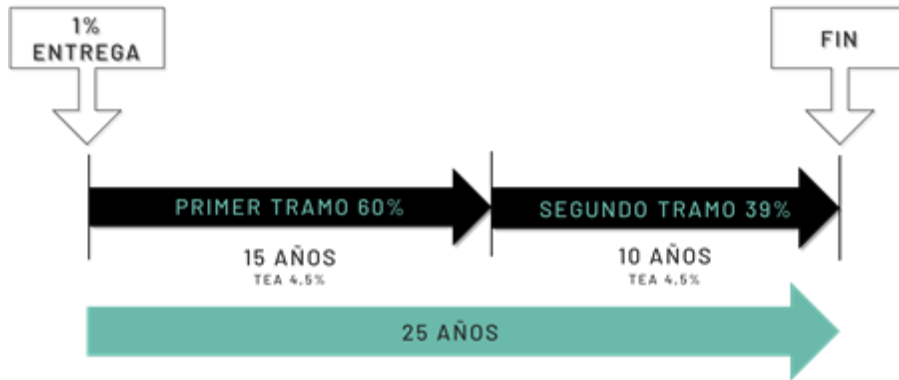 1%
ENTREGA
FIN
PRIMER TRAMO 60%
SEGUNDO TRAMO 39%
15 AÑOS
TEA 4,5%
10 AÑOS
TEA 4,5%
25 AÑOS